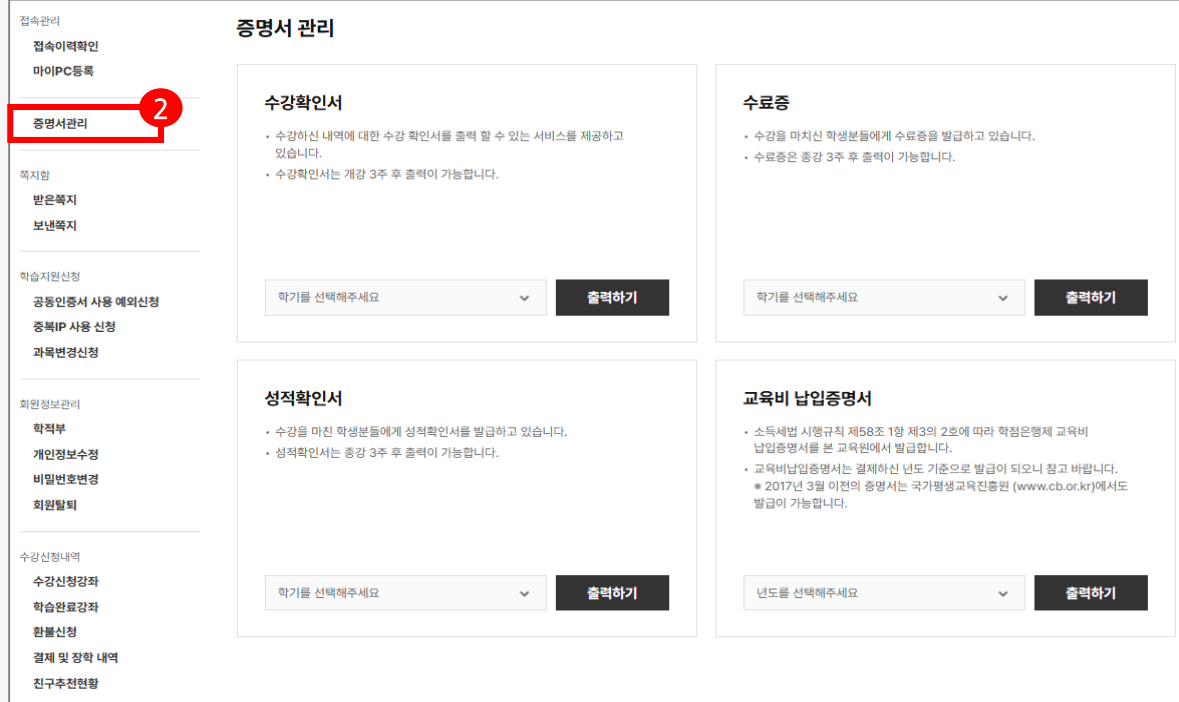 접속관리
접속이력확인
마이PC등록
2
증명서관리
쪽지함
받은쪽지
보낸쪽지
학습지원신청
공동인증서 사용 예외신청
중복IP 사용 신청
과목변경신청
회원정보관리
학적부
개인정보수정
비밀번호변경
회원탈퇴
수강신청내역
수강신청강좌
학습완료강좌
환불신청
결제 및 장학 내역
친구추천현황
증명서 관리
수강확인서
• 수강하신 내역에 대한 수강 확인서를 출력 할 수 있는 서비스를 제공하고
있습니다.
• 수강확인서는 개강 3주 후 출력이 가능합니다.
학기를 선택해주세요
출력하기
수료증
• 수강을 마치신 학생분들에게 수료증을 발급하고 있습니다.
• 수료증은 종강 3주 후 출력이 가능합니다.
학기를 선택해주세요
출력하기
성적확인서
• 수강을 마친 학생분들에게 성적확인서를 발급하고 있습니다.
• 성적확인서는 종강 3주 후 출력이 가능합니다.
학기를 선택해주세요
출력하기
교육비 납입증명서
• 소득세법 시행규칙 제58조 1항 제3의 2호에 따라 학점은행제 교육비
납입증명서를 본 교육원에서 발급합니다.
• 교육비납입증명서는 결제하신 년도 기준으로 발급이 되오니 참고 바랍니다.
※ 2017년 3월 이전의 증명서는 국가평생교육진흥원 (www.cb.or.kr)에서도
발급이 가능합니다.
년도를 선택해주세요
출력하기